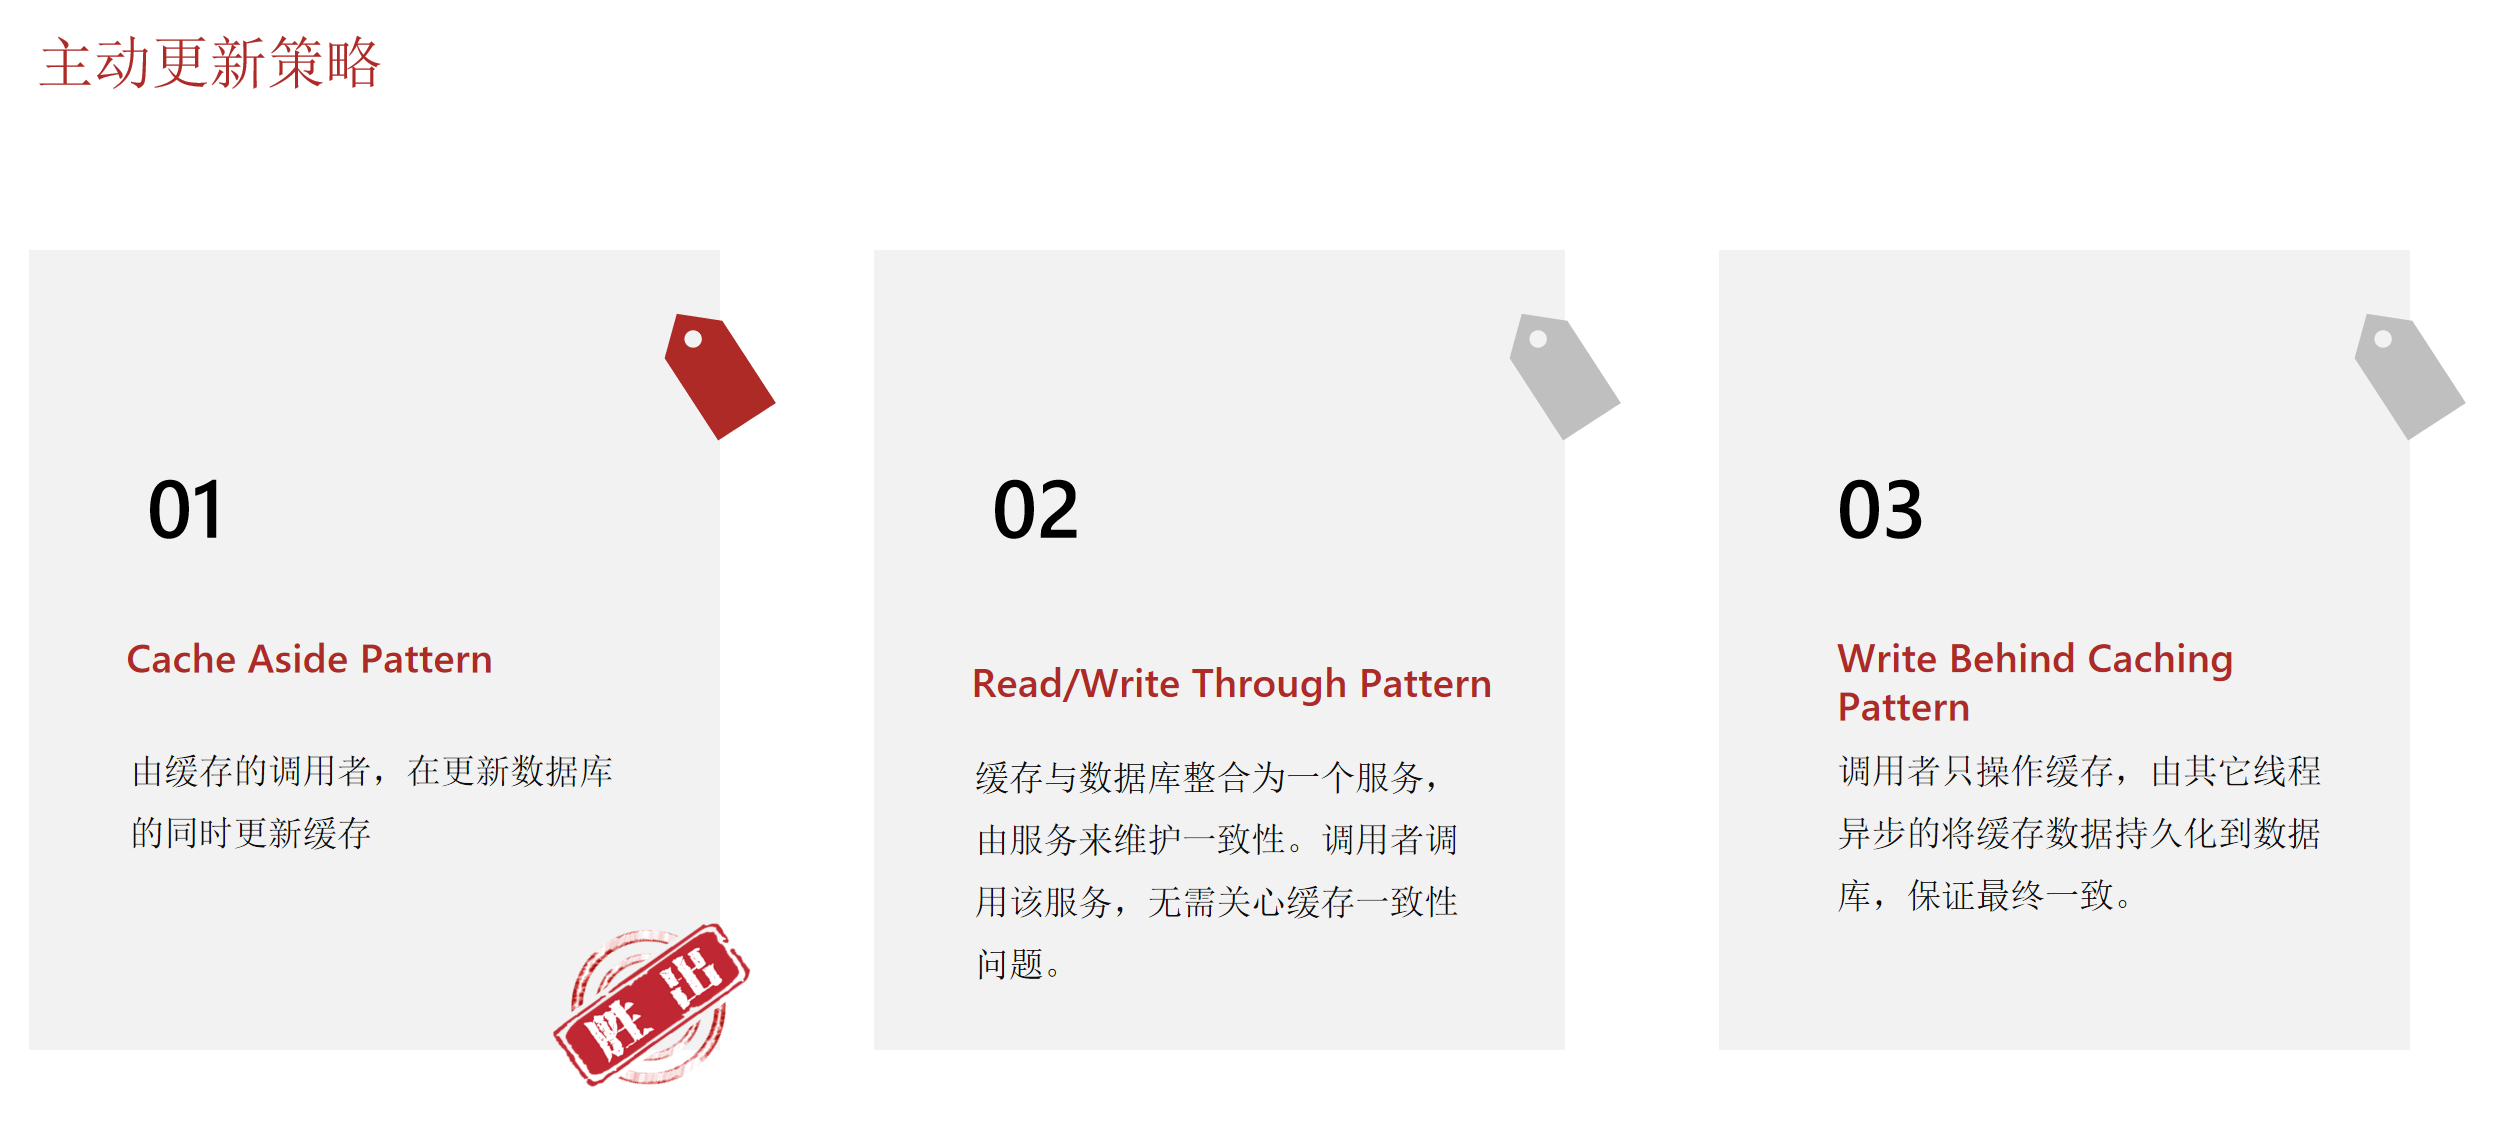 主动更新策略
01
Cache Aside Pattern
由缓存的调用者，在更新数据库
的同时更新缓存
胜出
02
Read/Write Through Pattern
缓存与数据库整合为一个服务，
由服务来维护一致性。调用者调
用该服务，无需关心缓存一致性
问题。
03
Write Behind Caching
Pattern
调用者只操作缓存，由其它线程
异步的将缓存数据持久化到数据
库，保证最终一致。